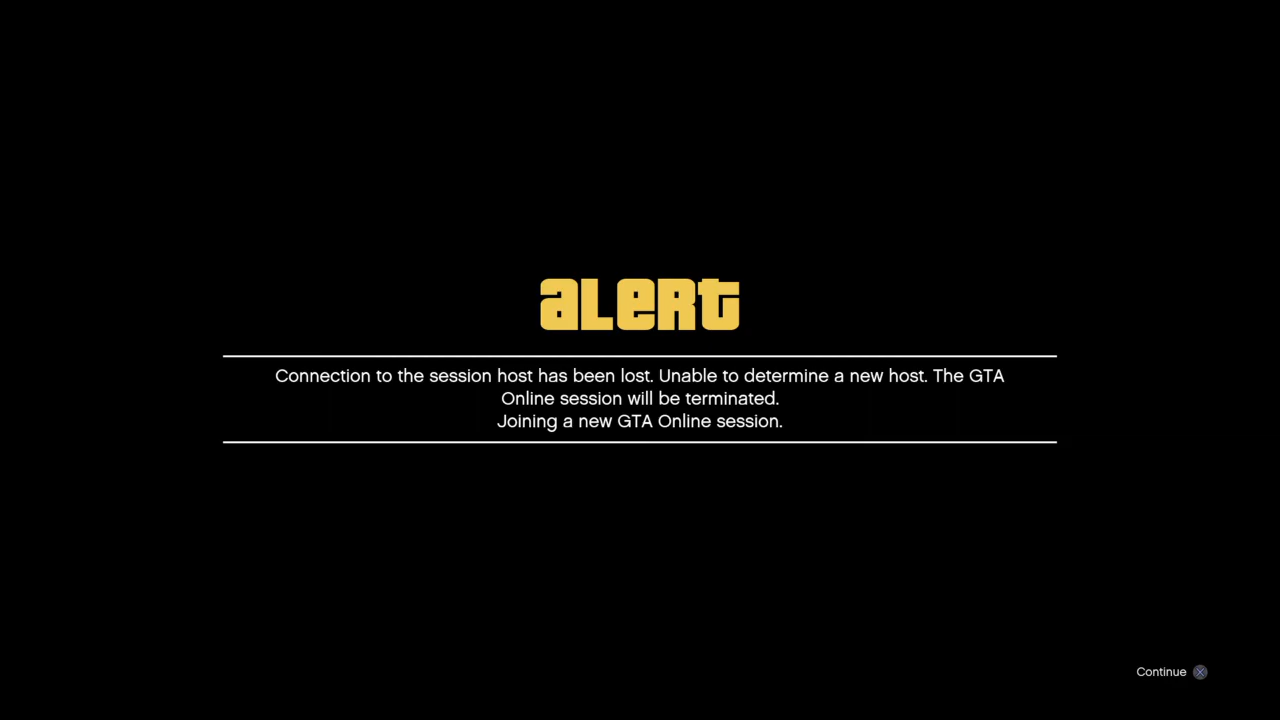 aLeRt
Connection to the session host has been lost. Unable to determine a new host. The GTA
Online session will be terminated.
Joining a new GTA Online session.
Continue